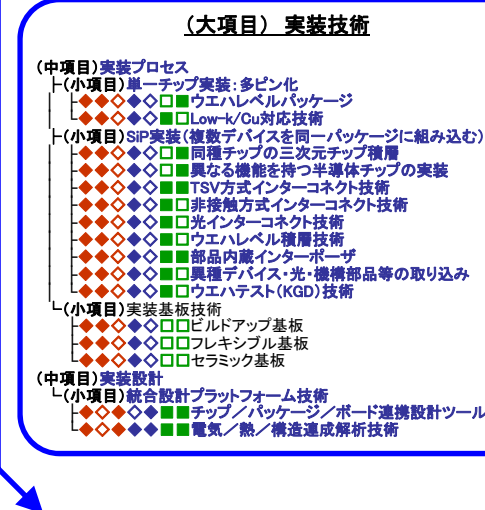 (大項目) 実装技術
(中項目)実装プロセス
├(小項目)単一チップ実装:多ピン化
│ ├◆◆◇◆◇□■ウエハレベルパッケージ
│ └◆◆◇◆◇■□Low-k/Cu対応技術
├(小項目)SiP実装(複数デバイスを同一パッケージに組み込む)
│ ├◆◆◇◆◇□■同種チップの三次元チップ積層
│ ├◆◆◇◆◇□■異なる機能を持つ半導体チップの実装
│ ├◆◆◇◆◇■■TSV方式インターコネクト技術
│ ├◆◆◇◆◇■□非接触方式インターコネクト技術
│ ├◆◆◇◆◇■□光インターコネクト技術
│ ├◆◆◇◆◇■□ウエハレベル積層技術
│ ├◆◆◇◆◇■■部品内蔵インターポーザ
│ ├◆◆◇◆◇□■異種デバイス・光・機構部品等の取り込み
│ └◆◆◇◆◇■□ウエハテスト(KGD)技術
└(小項目)実装基板技術
├◆◆◇◆◇□□ビルドアップ基板
├◆◆◇◆◇□□フレキシブル基板
└◆◆◇◆◇□□セラミック基板
(中項目)実装設計
└(小項目)統合設計プラットフォーム技術
├◆◇◆◇◆■■チップ/パッケージ/ボード連携設計ツール
└◆◇◆◆◆■■電気/熱/構造連成解析技術